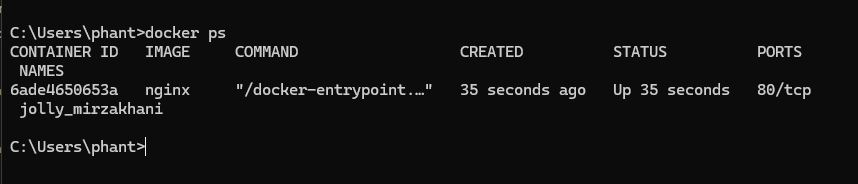 C:\Users\phant>docker ps
CONTAINER ID   IMAGE     COMMAND                  CREATED          STATUS          PORTS
 NAMES
6ade4650653a   nginx     "/docker-entrypoint.…"   35 seconds ago   Up 35 seconds   80/tcp
 jolly_mirzakhani
C:\Users\phant>